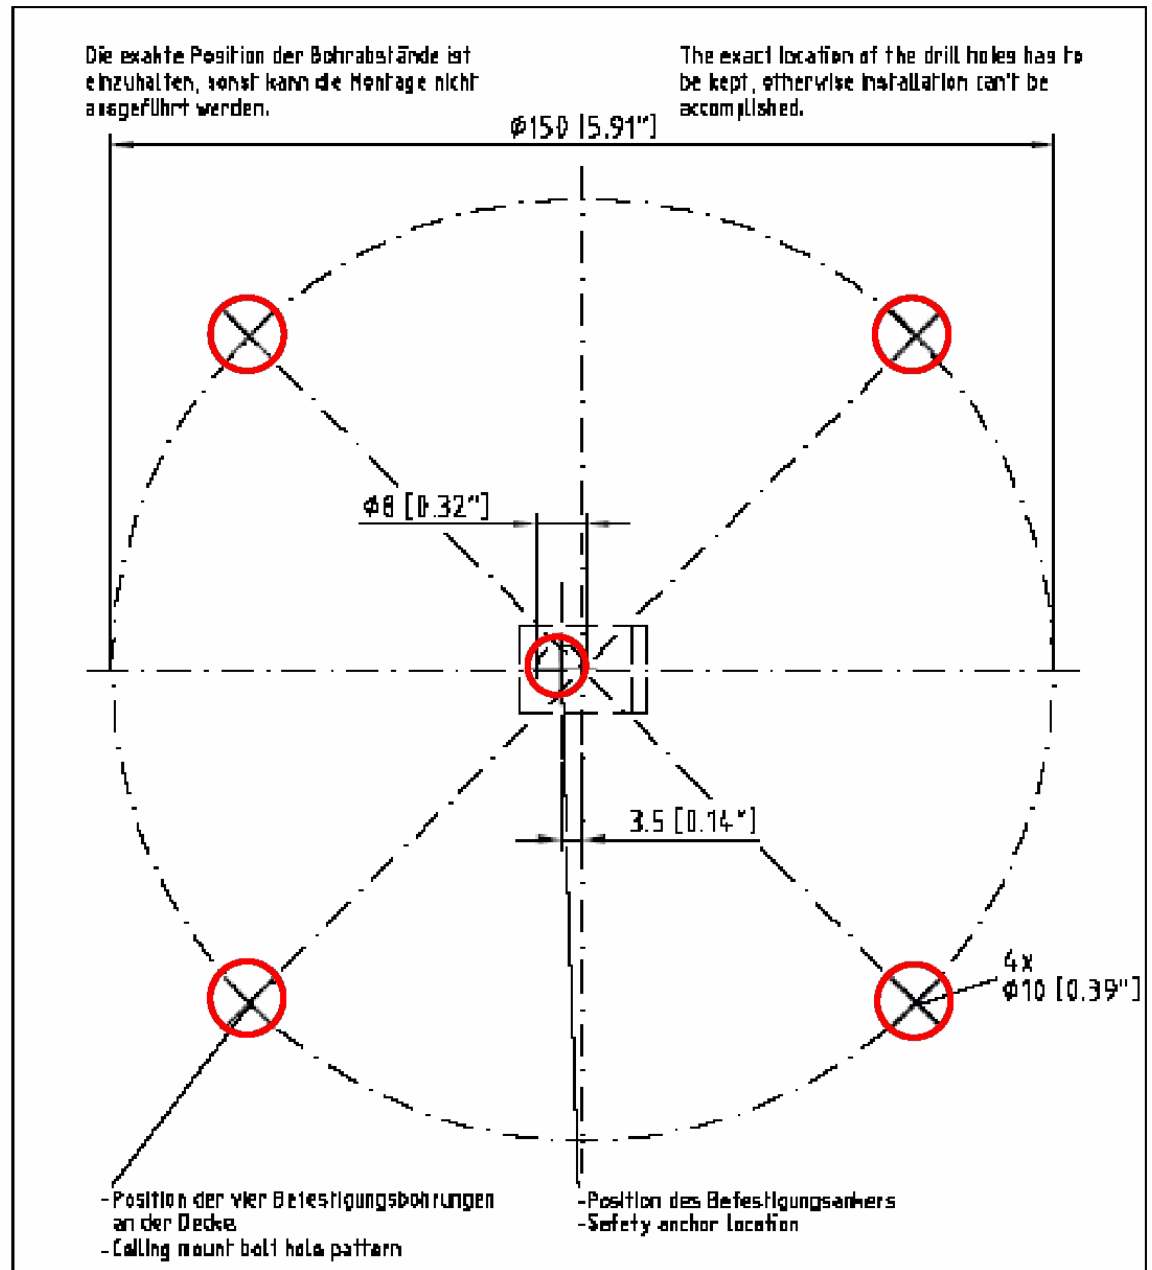 Die exakte Position der Bohrabstände ist
einzuhalten, sonst kann die Montage nicht
ausgeführt werden.
The exact location of the drill holes has to
be kept, otherwise installation can't be
accomplished.
Ø150 [5.91"]
Ø8 [0.32"]
3.5 [0.14"]
4x
Ø10 [0.39"]
-Position der vier Befestigungsbohrungen
an der Decke
-Ceiling mount bolt hole pattern
-Position des Befestigungsankers
-Safety anchor location